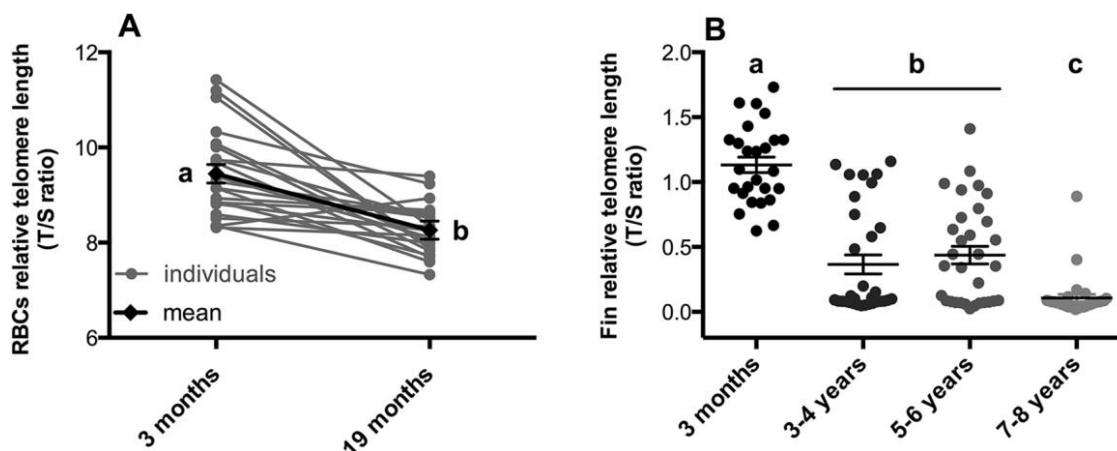 A
RBCs relative telomere length
(T/S ratio)
12
10
8
6
a
b
individuals
mean
3 months
19 months
B
Fin relative telomere length
(T/S ratio)
2.0
1.5
1.0
0.5
0.0
a
b
c
3 months
3-4 years
5-6 years
7-8 years